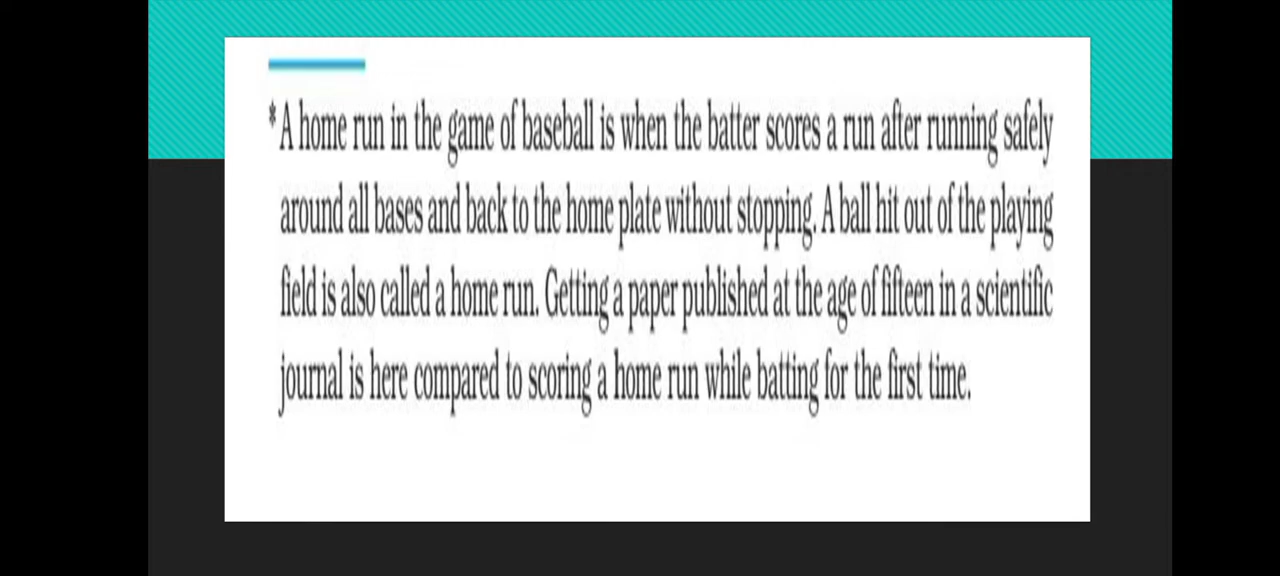 *A home run in the game of baseball is when the batter scores a run after running safely
around all bases and back to the home plate without stopping. A ball hit out of the playing
field is also called a home run. Getting a paper published at the age of fifteen in a scientific
journal is here compared to scoring a home run while batting for the first time.